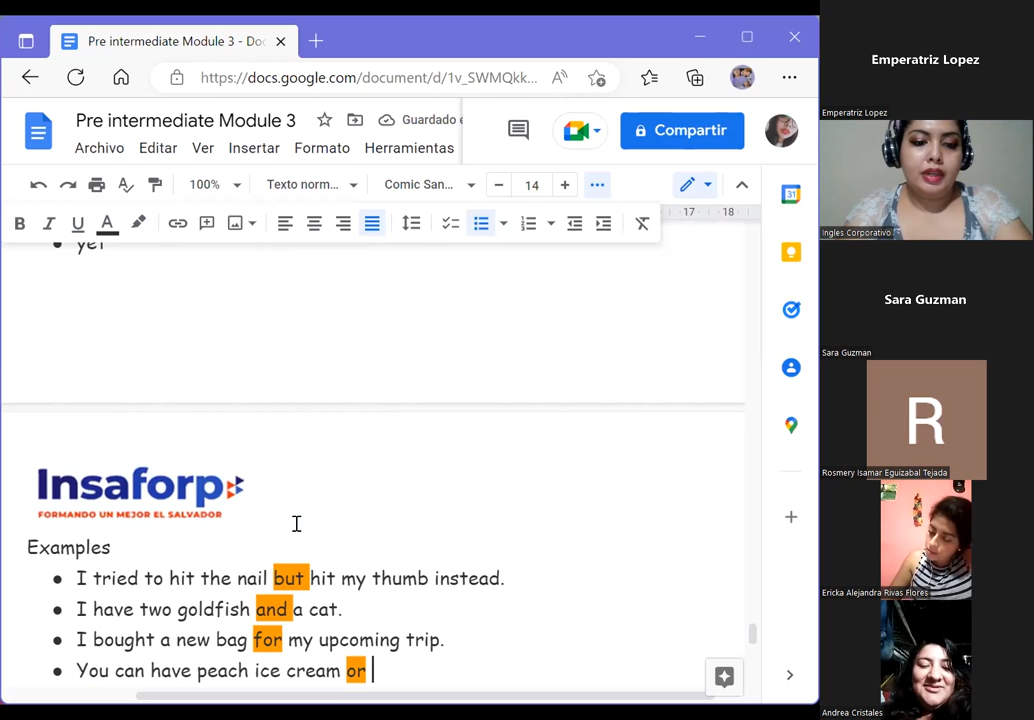 Pre intermediate Module 3 - Doc
https://docs.google.com/document/d/1v_SWMQkk...
Pre intermediate Module 3
Guardado e
Compartir
Archivo Editar Ver Insertar Formato Herramientas
100% Texto norm... Comic San... 14
B I U A
17 18
yet
Insaforp
FORMANDO UN MEJOR EL SALVADOR
Examples
• I tried to hit the nail but hit my thumb instead.
• I have two goldfish and a cat.
• I bought a new bag for my upcoming trip.
• You can have peach ice cream or
Emperatriz Lopez
Emperatriz Lopez
Ingles Corporativo
Sara Guzman
Sara Guzman
R
Rosmery Isamar Eguizabal Tejada
Ericka Alejandra Rivas Flores
Andrea Cristales